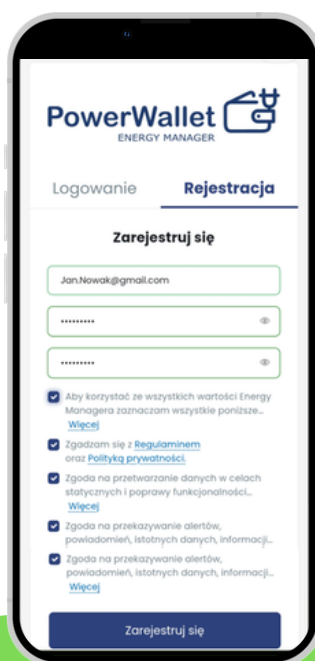 PowerWallet
ENERGY MANAGER
Logowanie Rejestracja
Zarejestruj się
Jan.Nowak@gmail.com
•••••••••
•••••••••
Aby korzystać ze wszystkich wartości Energy
Managera zaznaczam wszystkie poniższe...
Więcej
Zgadzam się z Regulaminem
oraz Polityką prywatności.
Zgoda na przetwarzanie danych w celach
statycznych i poprawy funkcjonalności...
Więcej
Zgoda na przekazywanie alertów,
powiadomień, istotnych danych, informacji...
Zgoda na przekazywanie alertów,
powiadomień, istotnych danych, informacji...
Więcej
Zarejestruj się